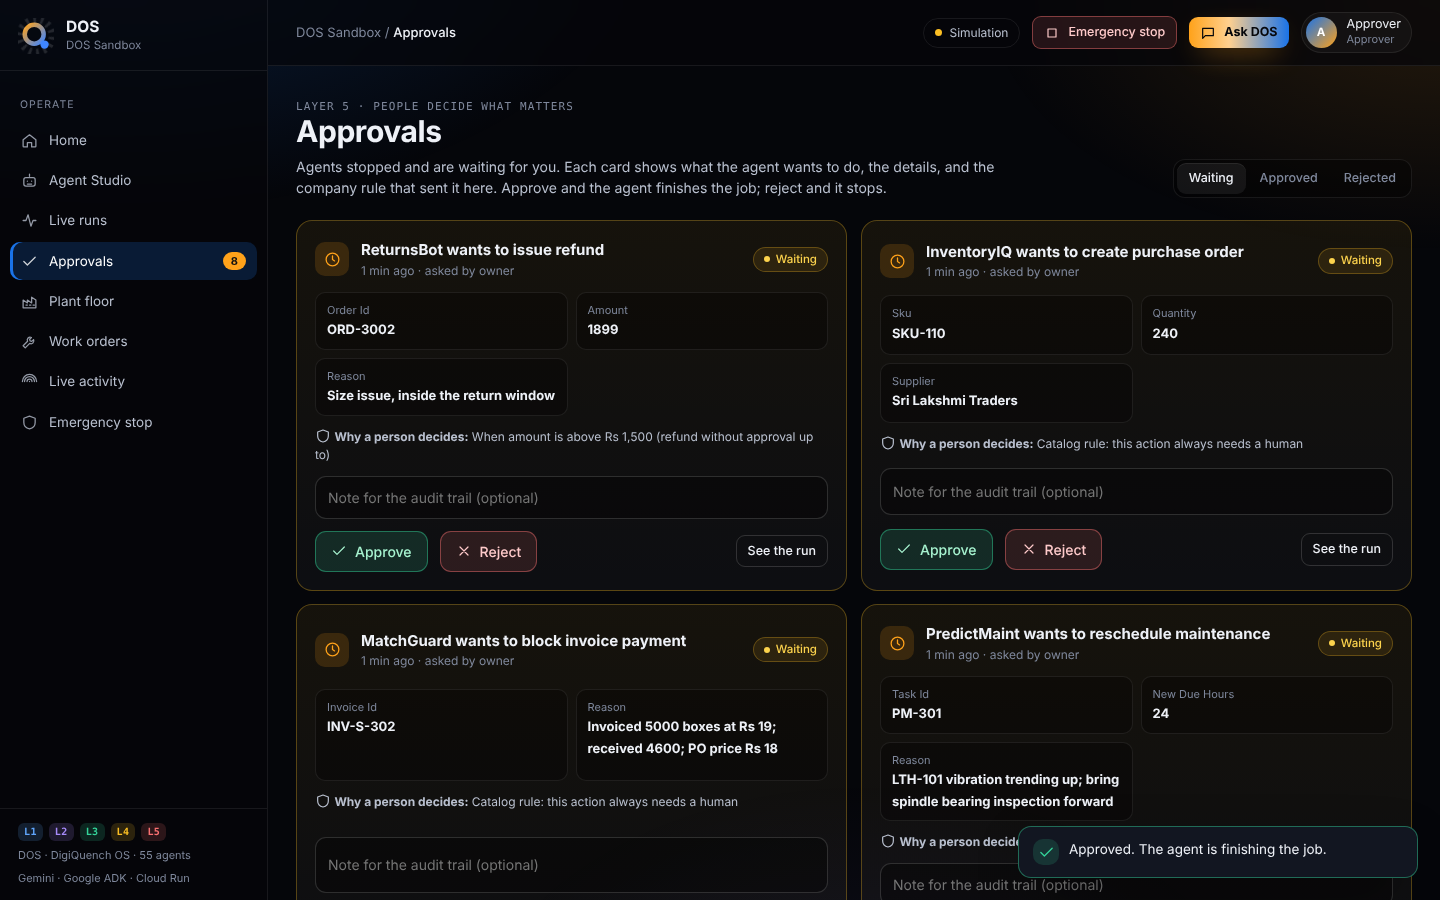 DOS
DOS Sandbox
OPERATE
Home
Agent Studio
Live runs
Approvals
8
Plant floor
Work orders
Live activity
Emergency stop
L1 L2 L3 L4 L5
DOS · DigiQuench OS · 55 agents
Gemini · Google ADK · Cloud Run
DOS Sandbox / Approvals
Simulation
Emergency stop
Ask DOS
A
Approver
Approver
LAYER 5 · PEOPLE DECIDE WHAT MATTERS
Approvals
Agents stopped and are waiting for you. Each card shows what the agent wants to do, the details, and the
company rule that sent it here. Approve and the agent finishes the job; reject and it stops.
Waiting Approved Rejected
ReturnsBot wants to issue refund
1 min ago · asked by owner
Waiting
Order Id
ORD-3002
Amount
1899
Reason
Size issue, inside the return window
Why a person decides: When amount is above Rs 1,500 (refund without approval up
to)
Note for the audit trail (optional)
Approve
Reject
See the run
InventoryIQ wants to create purchase order
1 min ago · asked by owner
Waiting
Sku
SKU-110
Quantity
240
Supplier
Sri Lakshmi Traders
Why a person decides: Catalog rule: this action always needs a human
Note for the audit trail (optional)
Approve
Reject
See the run
MatchGuard wants to block invoice payment
1 min ago · asked by owner
Waiting
Invoice Id
INV-S-302
Reason
Invoiced 5000 boxes at Rs 19;
received 4600; PO price Rs 18
Why a person decides: Catalog rule: this action always needs a human
Note for the audit trail (optional)
PredictMaint wants to reschedule maintenance
1 min ago · asked by owner
Waiting
Task Id
PM-301
New Due Hours
24
Reason
LTH-101 vibration trending up; bring
spindle bearing inspection forward
Why a person
Note for the audit trail (optional)
Approved. The agent is finishing the job.